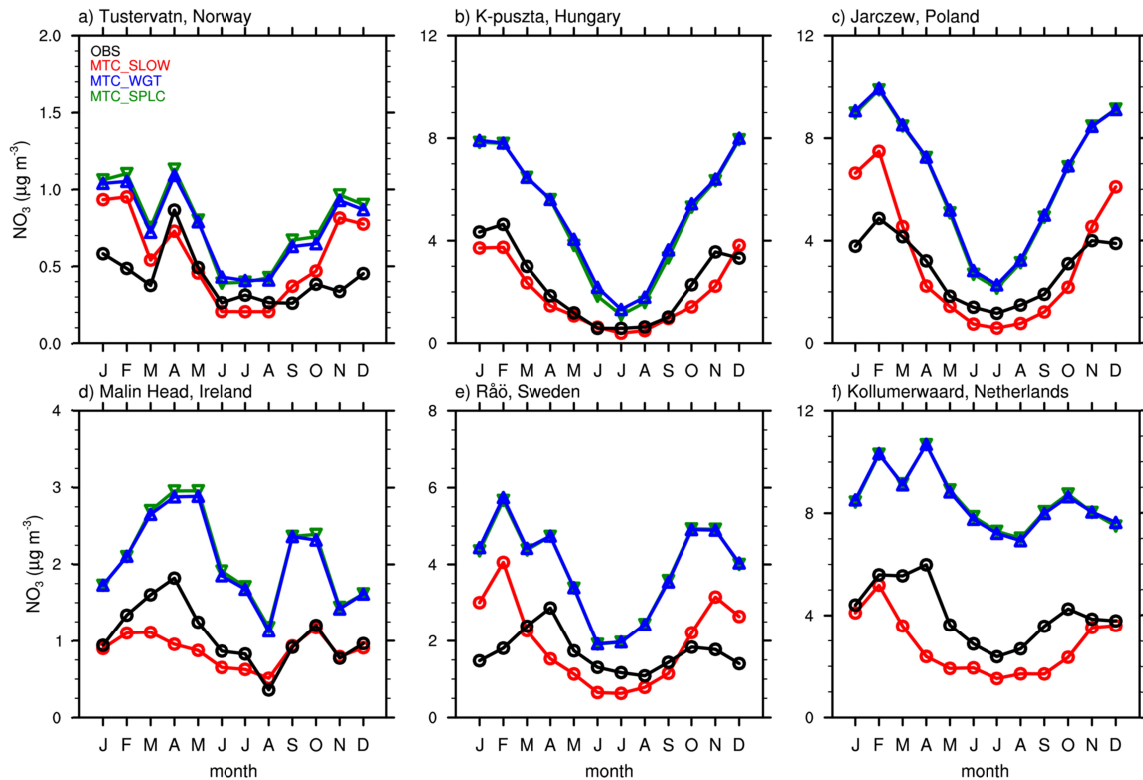 a) Tustervatn, Norway
b) K-puszta, Hungary
c) Jarczew, Poland
NO3 (µg m-3)
2.0
1.5
1.0
0.5
0.0
OBS
MTC_SLOW
MTC_WGT
MTC_SPLC
12
8
4
0
12
8
4
0
J F M A M J J A S O N D
J F M A M J J A S O N D
J F M A M J J A S O N D
d) Malin Head, Ireland
e) Råö, Sweden
f) Kollumerwaard, Netherlands
NO3 (µg m-3)
4
3
2
1
0
8
6
4
2
0
12
8
4
0
J F M A M J J A S O N D
J F M A M J J A S O N D
J F M A M J J A S O N D
month
month
month